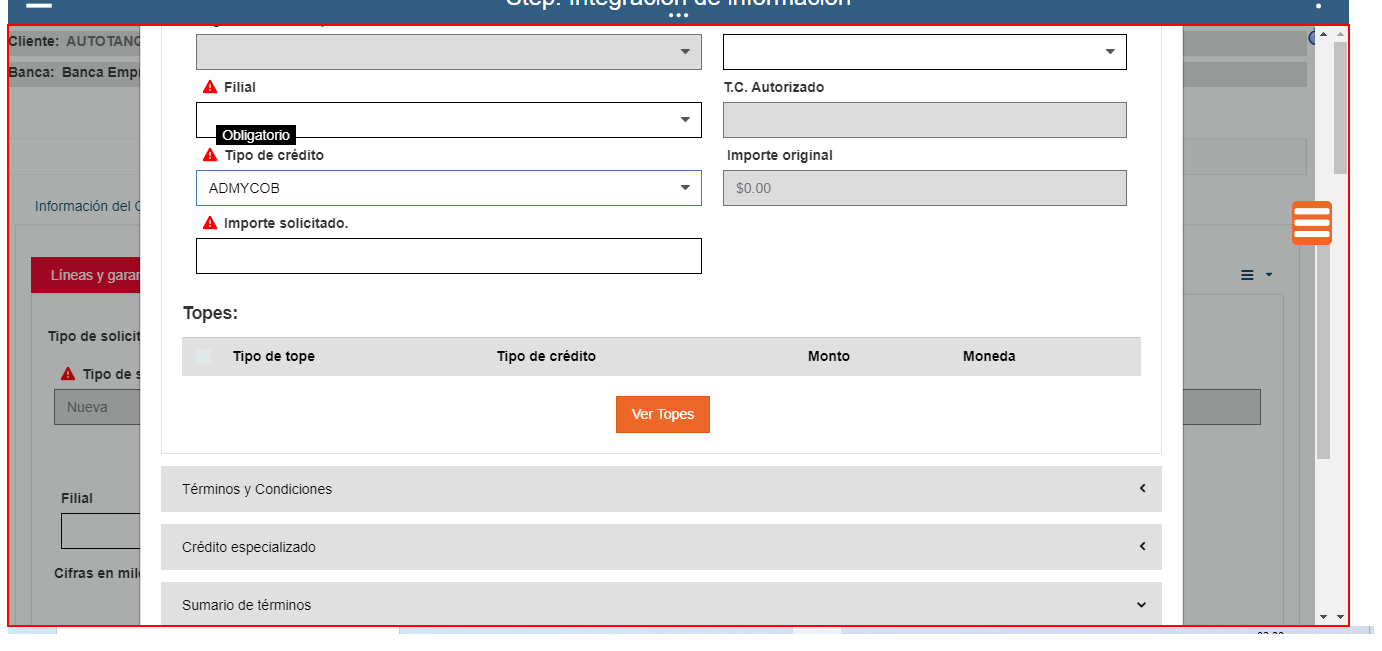 Step: Integración de información
Cliente: AUTOTANQ
Banca: Banca Empr
Filial
T.C. Autorizado
Obligatorio
Tipo de crédito
Importe original
ADMYCOB
$0.00
Información del
Importe solicitado.
Líneas y garan
Topes:
Tipo de solicit
Tipo de tope Tipo de crédito Monto Moneda
Tipo de s
Nueva
Ver Topes
Términos y Condiciones
Filial
Crédito especializado
Cifras en mile
Sumario de términos